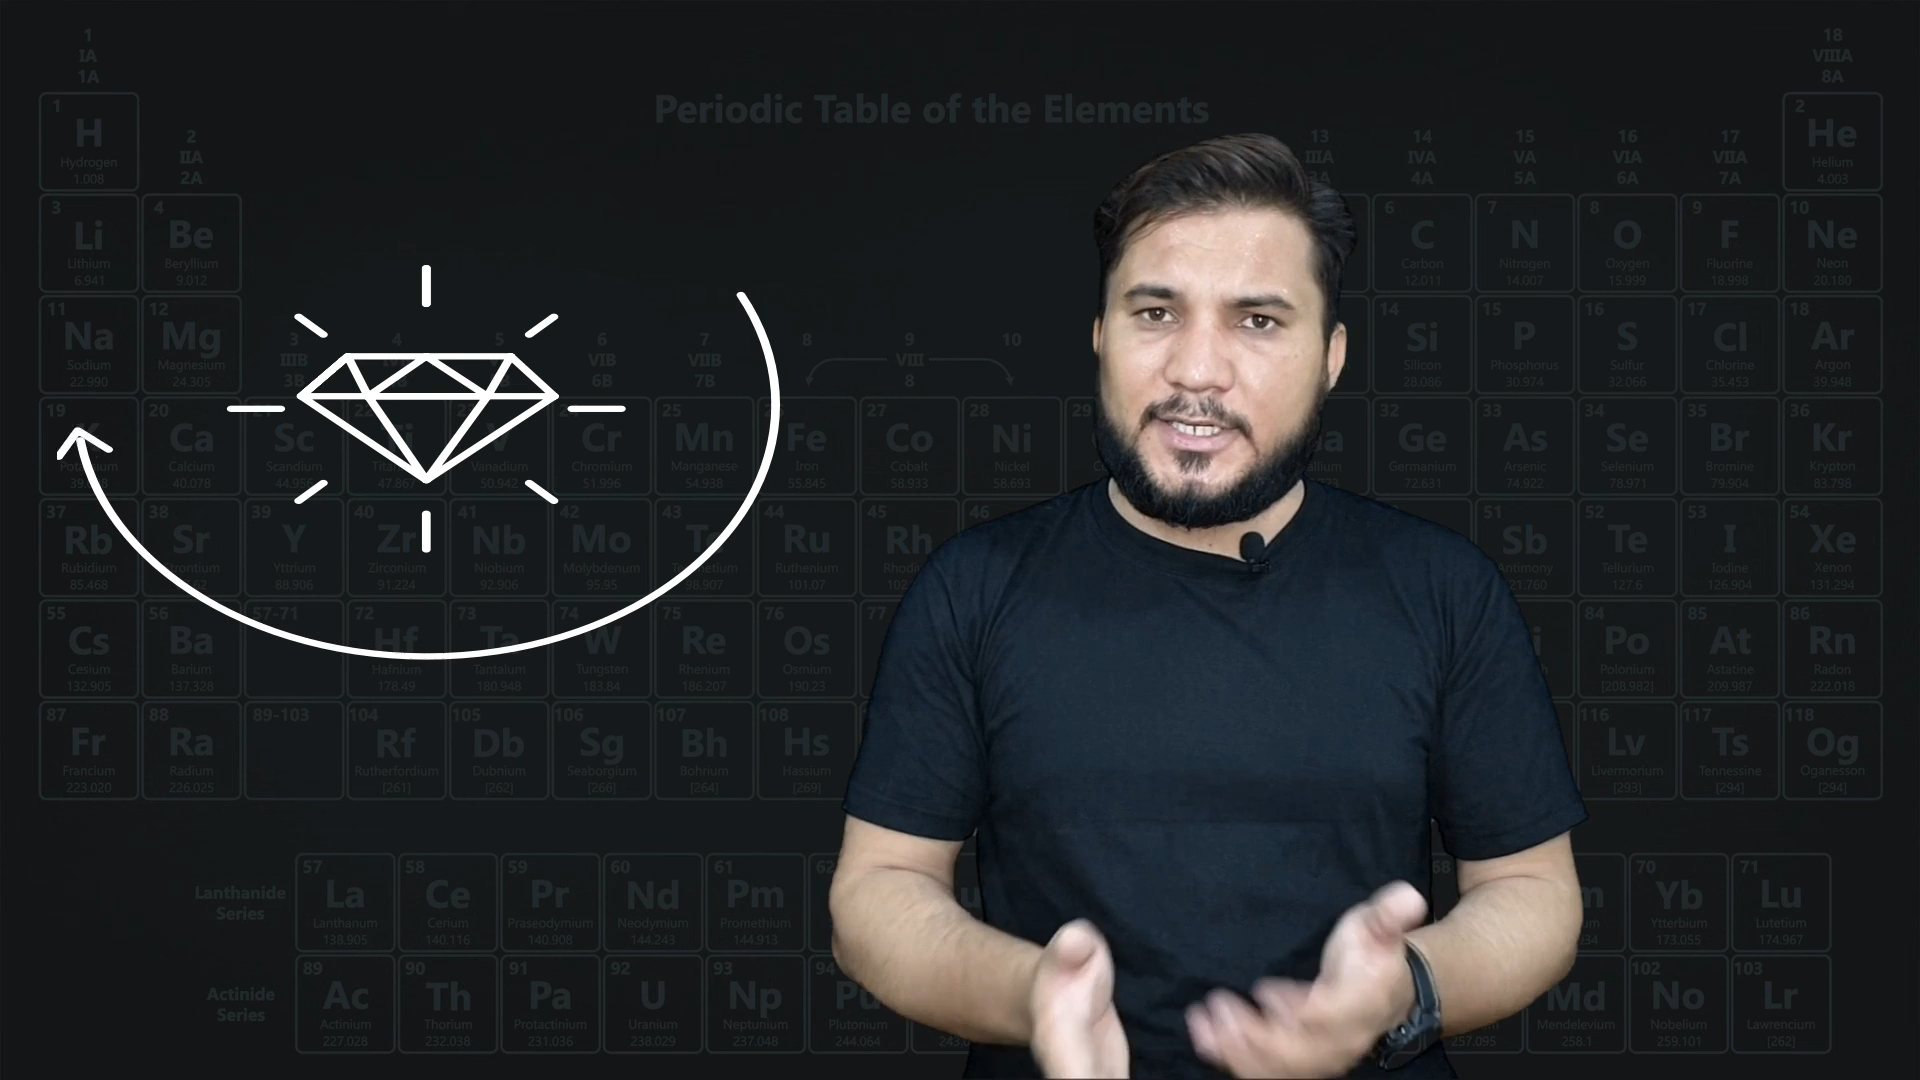 1
IA
1A
18
VIIIA
8A
Periodic Table of the Elements
1
H
Hydrogen
1.008
2
IIA
2A
13
IIIA
14
IVA
4A
15
VA
5A
16
VIA
6A
17
VIIA
7A
2
He
Helium
4.003
3
Li
Lithium
6.941
4
Be
Beryllium
9.012
6
C
Carbon
12.011
7
N
Nitrogen
14.007
8
O
Oxygen
15.999
9
F
Fluorine
18.998
10
Ne
Neon
20.180
11
Na
Sodium
22.990
12
Mg
Magnesium
24.305
3
IIIB
4
5
6
VIB
6B
7
VIIB
7B
8
9
VIII
8
10
14
Si
Silicon
28.086
15
P
Phosphorus
30.974
16
S
Sulfur
32.066
17
Cl
Chlorine
35.453
18
Ar
Argon
39.948
19
20
Ca
Calcium
40.078
Sc
Scandium
Vanadium
50.942
Cr
Chromium
51.996
25
Mn
Manganese
54.938
Fe
Iron
55.845
27
Co
Cobalt
58.933
28
Ni
Nickel
58.693
29
32
Ge
Germanium
72.631
33
As
Arsenic
74.922
34
Se
Selenium
78.971
35
Br
Bromine
79.904
36
Kr
Krypton
83.798
37
Rb
Rubidium
85.468
38
Sr
39
Y
Yttrium
88.906
40
Zr
Zirconium
91.224
41
Nb
Niobium
92.906
42
Mo
Molybdenum
95.95
43
44
Ru
Ruthenium
101.07
45
Rh
46
51
Sb
52
Te
Tellurium
127.6
53
I
Iodine
126.904
54
Xe
Xenon
131.294
55
Cs
Cesium
132.905
56
Ba
Barium
137.328
57-71
72
Hf
Hafnium
178.49
73
Ta
Tantalum
180.948
74
W
Tungsten
183.84
75
Re
Rhenium
186.207
76
Os
Osmium
190.23
77
84
Po
Polonium
[208.982]
85
At
Astatine
209.987
86
Rn
Radon
222.018
87
Fr
Francium
223.020
88
Ra
Radium
226.025
89-103
104
Rf
Rutherfordium
[261]
105
Db
Dubnium
[262]
106
Sg
Seaborgium
[266]
107
Bh
Bohrium
[264]
108
Hs
Hassium
[269]
116
Lv
Livermorium
[293]
117
Ts
Tennessine
[294]
118
Og
Oganesson
[294]
Lanthanide
Series
57
La
Lanthanum
138.905
58
Ce
Cerium
140.116
59
Pr
Praseodymium
140.908
60
Nd
Neodymium
144.243
61
Pm
Promethium
144.913
70
Yb
Ytterbium
173.055
71
Lu
Lutetium
174.967
Actinide
Series
89
Ac
Actinium
227.028
90
Th
Thorium
232.038
91
Pa
Protactinium
231.036
92
U
Uranium
238.029
93
Np
Neptunium
237.048
94
Pu
Plutonium
244.064
257.095
Md
Mendelevium
258.1
102
No
Nobelium
259.101
103
Lr
Lawrencium
[262]